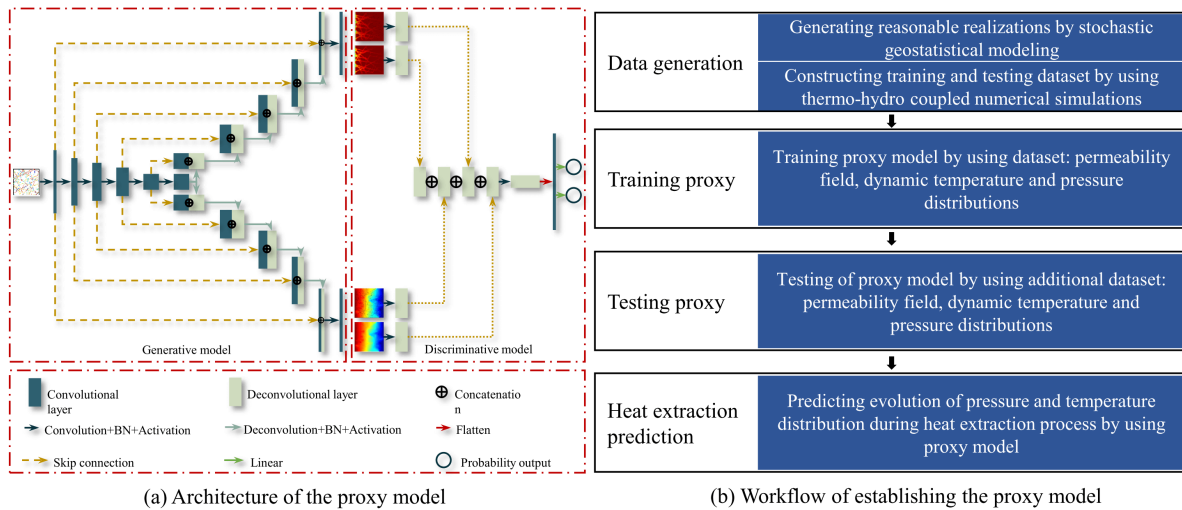 Generative model
Discriminative model
Convolutional
layer
Deconvolutional layer
Concatenatio
n
Convolution+BN+Activation
Deconvolution+BN+Activation
Flatten
Skip connection
Linear
Probability output
(a) Architecture of the proxy model
Data generation
Generating reasonable realizations by stochastic
geostatistical modeling
Constructing training and testing dataset by using
thermo-hydro coupled numerical simulations
Training proxy
Training proxy model by using dataset: permeability
field, dynamic temperature and pressure
distributions
Testing proxy
Testing of proxy model by using additional dataset:
permeability field, dynamic temperature and
pressure distributions
Heat extraction
prediction
Predicting evolution of pressure and temperature
distribution during heat extraction process by using
proxy model
(b) Workflow of establishing the proxy model